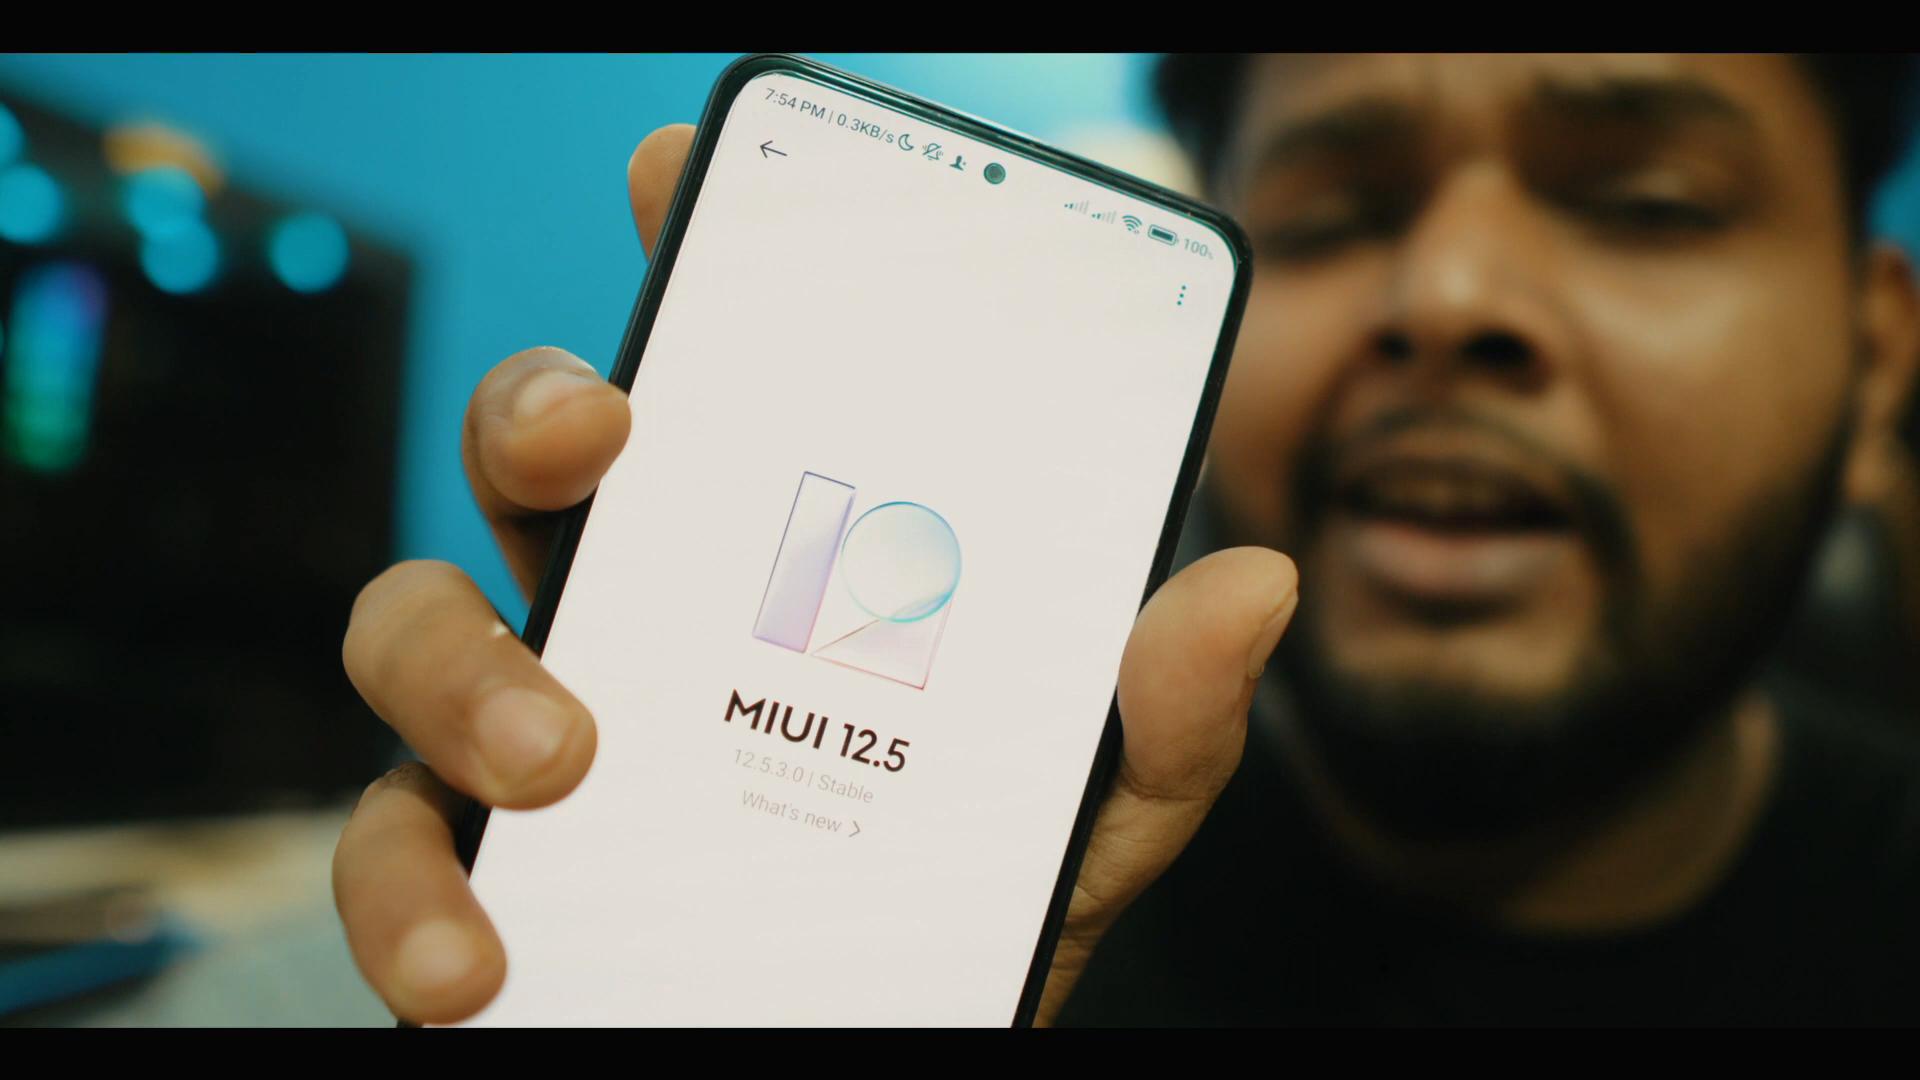 7:54 PM | 0.3KB/s
100%
MIUI 12.5
12.5.3.0 | Stable
What's new >